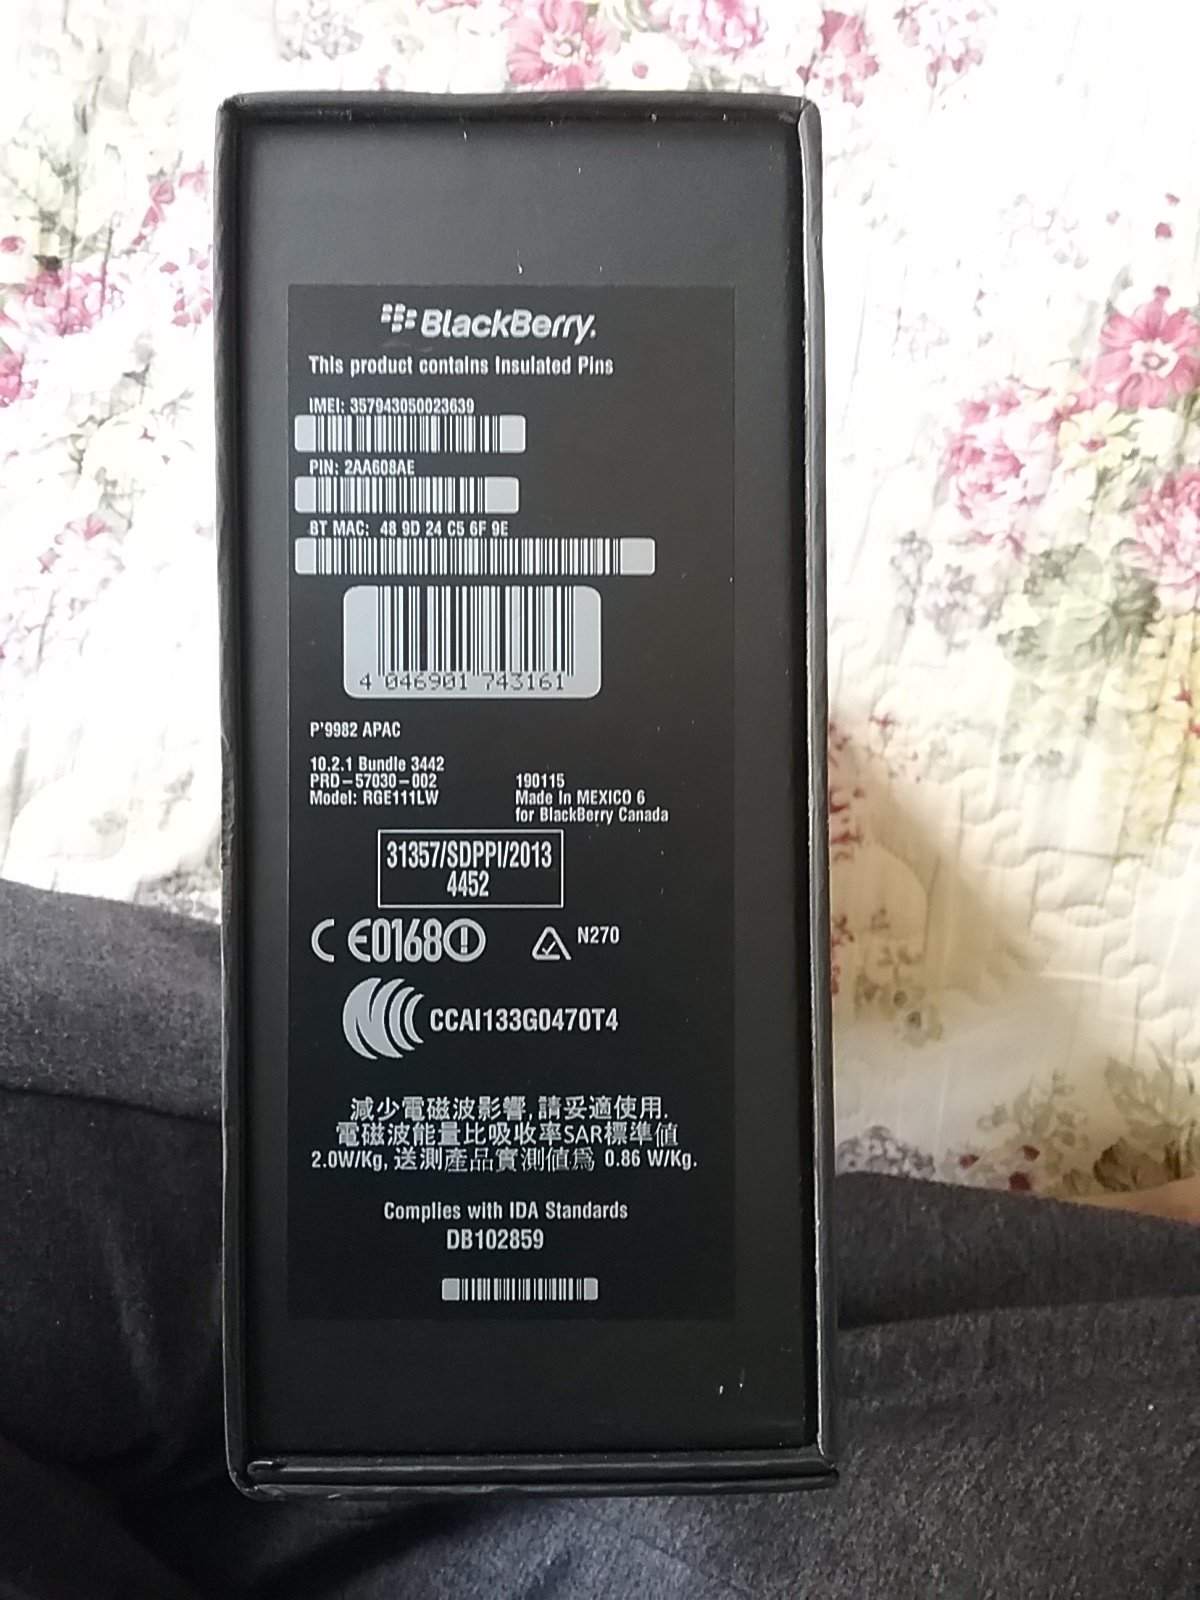 BlackBerry.
This product contains Insulated Pins
IMEI: 357943050023639
PIN: 2AA608AE
BT MAC: 48 9D 24 C5 6F 9E
4 046901 743161
P'9982 APAC
10.2.1 Bundle 3442
PRD-57030-002 190115
Model: RGE111LW Made In MEXICO 6
for BlackBerry Canada
31357/SDPPI/2013
4452
CE0168 N270
CCAI133G0470T4
減少電磁波影響,請妥適使用.
電磁波能量比吸收率SAR標準值
2.0W/Kg, 送測產品實測值爲 0.86 W/Kg.
Complies with IDA Standards
DB102859